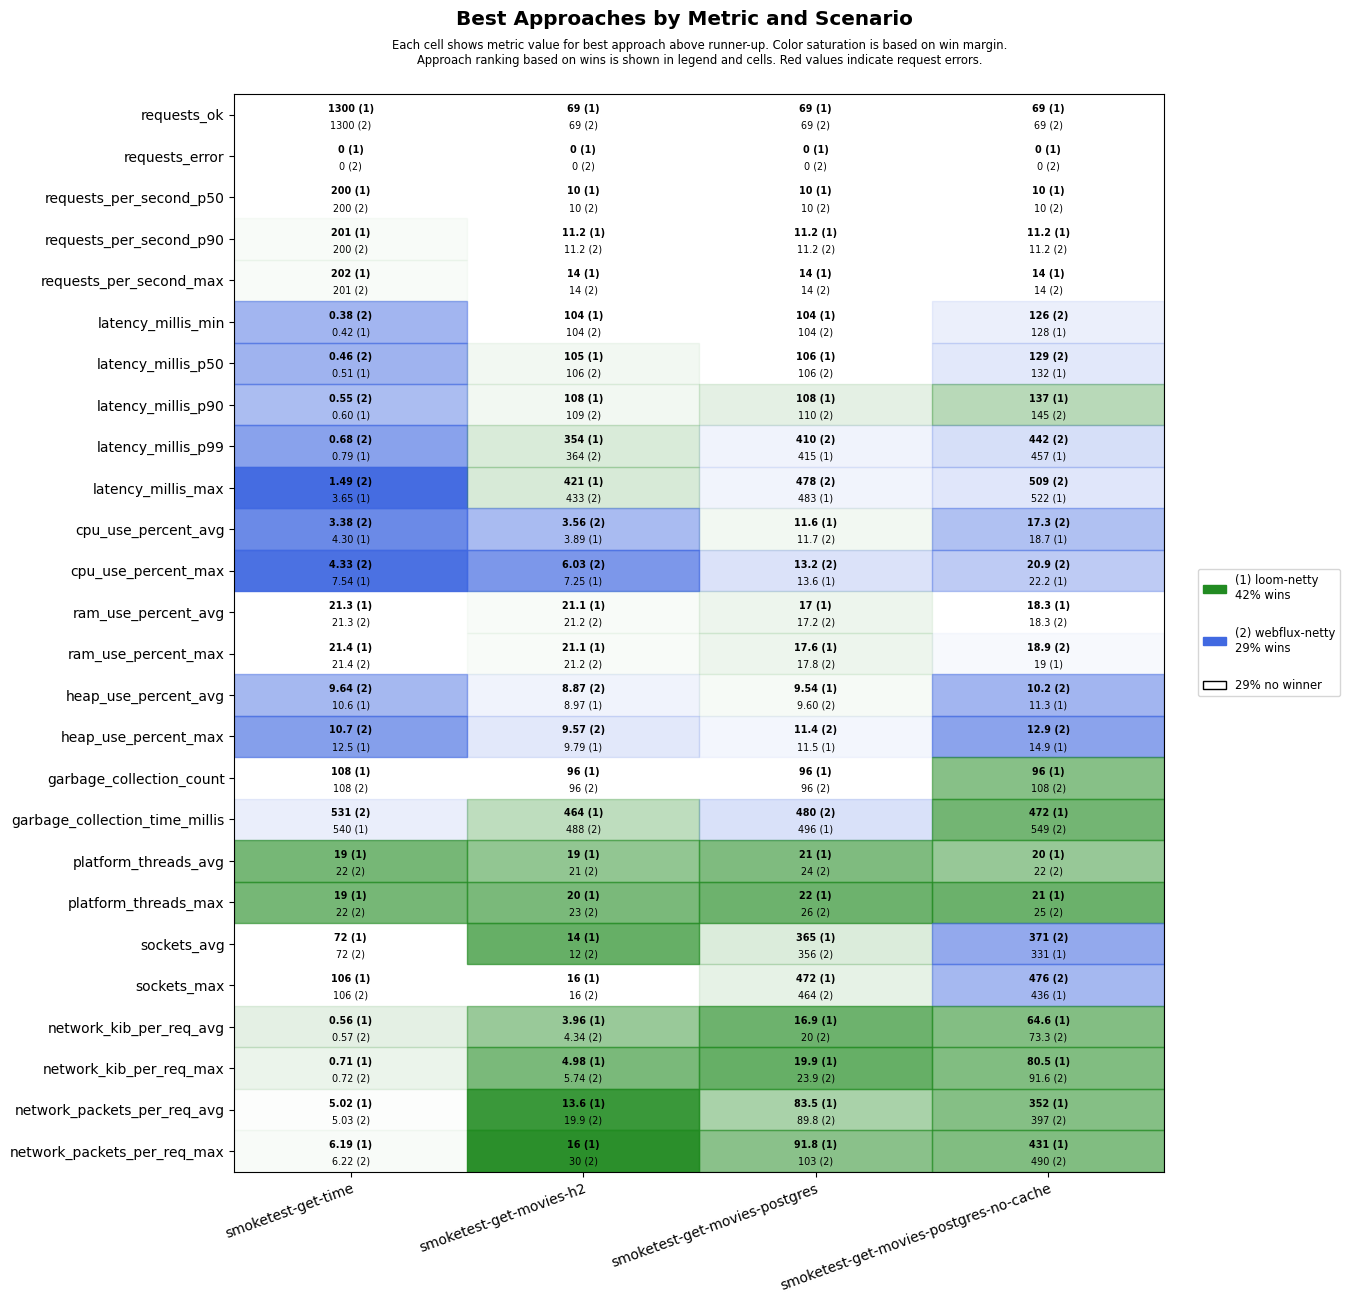 Best Approaches by Metric and Scenario
Each cell shows metric value for best approach above runner-up. Color saturation is based on win margin.
Approach ranking based on wins is shown in legend and cells. Red values indicate request errors.
requests_ok
1300 (1) 69 (1) 69 (1) 69 (1)
1300 (2) 69 (2) 69 (2) 69 (2)
requests_error
0 (1) 0 (1) 0 (1) 0 (1)
0 (2) 0 (2) 0 (2) 0 (2)
requests_per_second_p50
200 (1) 10 (1) 10 (1) 10 (1)
200 (2) 10 (2) 10 (2) 10 (2)
requests_per_second_p90
201 (1) 11.2 (1) 11.2 (1) 11.2 (1)
200 (2) 11.2 (2) 11.2 (2) 11.2 (2)
requests_per_second_max
202 (1) 14 (1) 14 (1) 14 (1)
201 (2) 14 (2) 14 (2) 14 (2)
latency_millis_min
0.38 (2) 104 (1) 104 (1) 126 (2)
0.42 (1) 104 (2) 104 (2) 128 (1)
latency_millis_p50
0.46 (2) 105 (1) 106 (1) 129 (2)
0.51 (1) 106 (2) 106 (2) 132 (1)
latency_millis_p90
0.55 (2) 108 (1) 108 (1) 137 (1)
0.60 (1) 109 (2) 110 (2) 145 (2)
latency_millis_p99
0.68 (2) 354 (1) 410 (2) 442 (2)
0.79 (1) 364 (2) 415 (1) 457 (1)
latency_millis_max
1.49 (2) 421 (1) 478 (2) 509 (2)
3.65 (1) 433 (2) 483 (1) 522 (1)
cpu_use_percent_avg
3.38 (2) 3.56 (2) 11.6 (1) 17.3 (2)
4.30 (1) 3.89 (1) 11.7 (2) 18.7 (1)
cpu_use_percent_max
4.33 (2) 6.03 (2) 13.2 (2) 20.9 (2)
7.54 (1) 7.25 (1) 13.6 (1) 22.2 (1)
ram_use_percent_avg
21.3 (1) 21.1 (1) 17 (1) 18.3 (1)
21.3 (2) 21.2 (2) 17.2 (2) 18.3 (2)
ram_use_percent_max
21.4 (1) 21.1 (1) 17.6 (1) 18.9 (2)
21.4 (2) 21.2 (2) 17.8 (2) 19 (1)
heap_use_percent_avg
9.64 (2) 8.87 (2) 9.54 (1) 10.2 (2)
10.6 (1) 8.97 (1) 9.60 (2) 11.3 (1)
heap_use_percent_max
10.7 (2) 9.57 (2) 11.4 (2) 12.9 (2)
12.5 (1) 9.79 (1) 11.5 (1) 14.9 (1)
garbage_collection_count
108 (1) 96 (1) 96 (1) 96 (1)
108 (2) 96 (2) 96 (2) 108 (2)
garbage_collection_time_millis
531 (2) 464 (1) 480 (2) 472 (1)
540 (1) 488 (2) 496 (1) 549 (2)
platform_threads_avg
19 (1) 19 (1) 21 (1) 20 (1)
22 (2) 21 (2) 24 (2) 22 (2)
platform_threads_max
19 (1) 20 (1) 22 (1) 21 (1)
22 (2) 23 (2) 26 (2) 25 (2)
sockets_avg
72 (1) 14 (1) 365 (1) 371 (2)
72 (2) 12 (2) 356 (2) 331 (1)
sockets_max
106 (1) 16 (1) 472 (1) 476 (2)
106 (2) 16 (2) 464 (2) 436 (1)
network_kib_per_req_avg
0.56 (1) 3.96 (1) 16.9 (1) 64.6 (1)
0.57 (2) 4.34 (2) 20 (2) 73.3 (2)
network_kib_per_req_max
0.71 (1) 4.98 (1) 19.9 (1) 80.5 (1)
0.72 (2) 5.74 (2) 23.9 (2) 91.6 (2)
network_packets_per_req_avg
5.02 (1) 13.6 (1) 83.5 (1) 352 (1)
5.03 (2) 19.9 (2) 89.8 (2) 397 (2)
network_packets_per_req_max
6.19 (1) 16 (1) 91.8 (1) 431 (1)
6.22 (2) 30 (2) 103 (2) 490 (2)
smoketest-get-time
smoketest-get-movies-h2
smoketest-get-movies-postgres
smoketest-get-movies-postgres-no-cache
(1) loom-netty
42% wins
(2) webflux-netty
29% wins
29% no winner